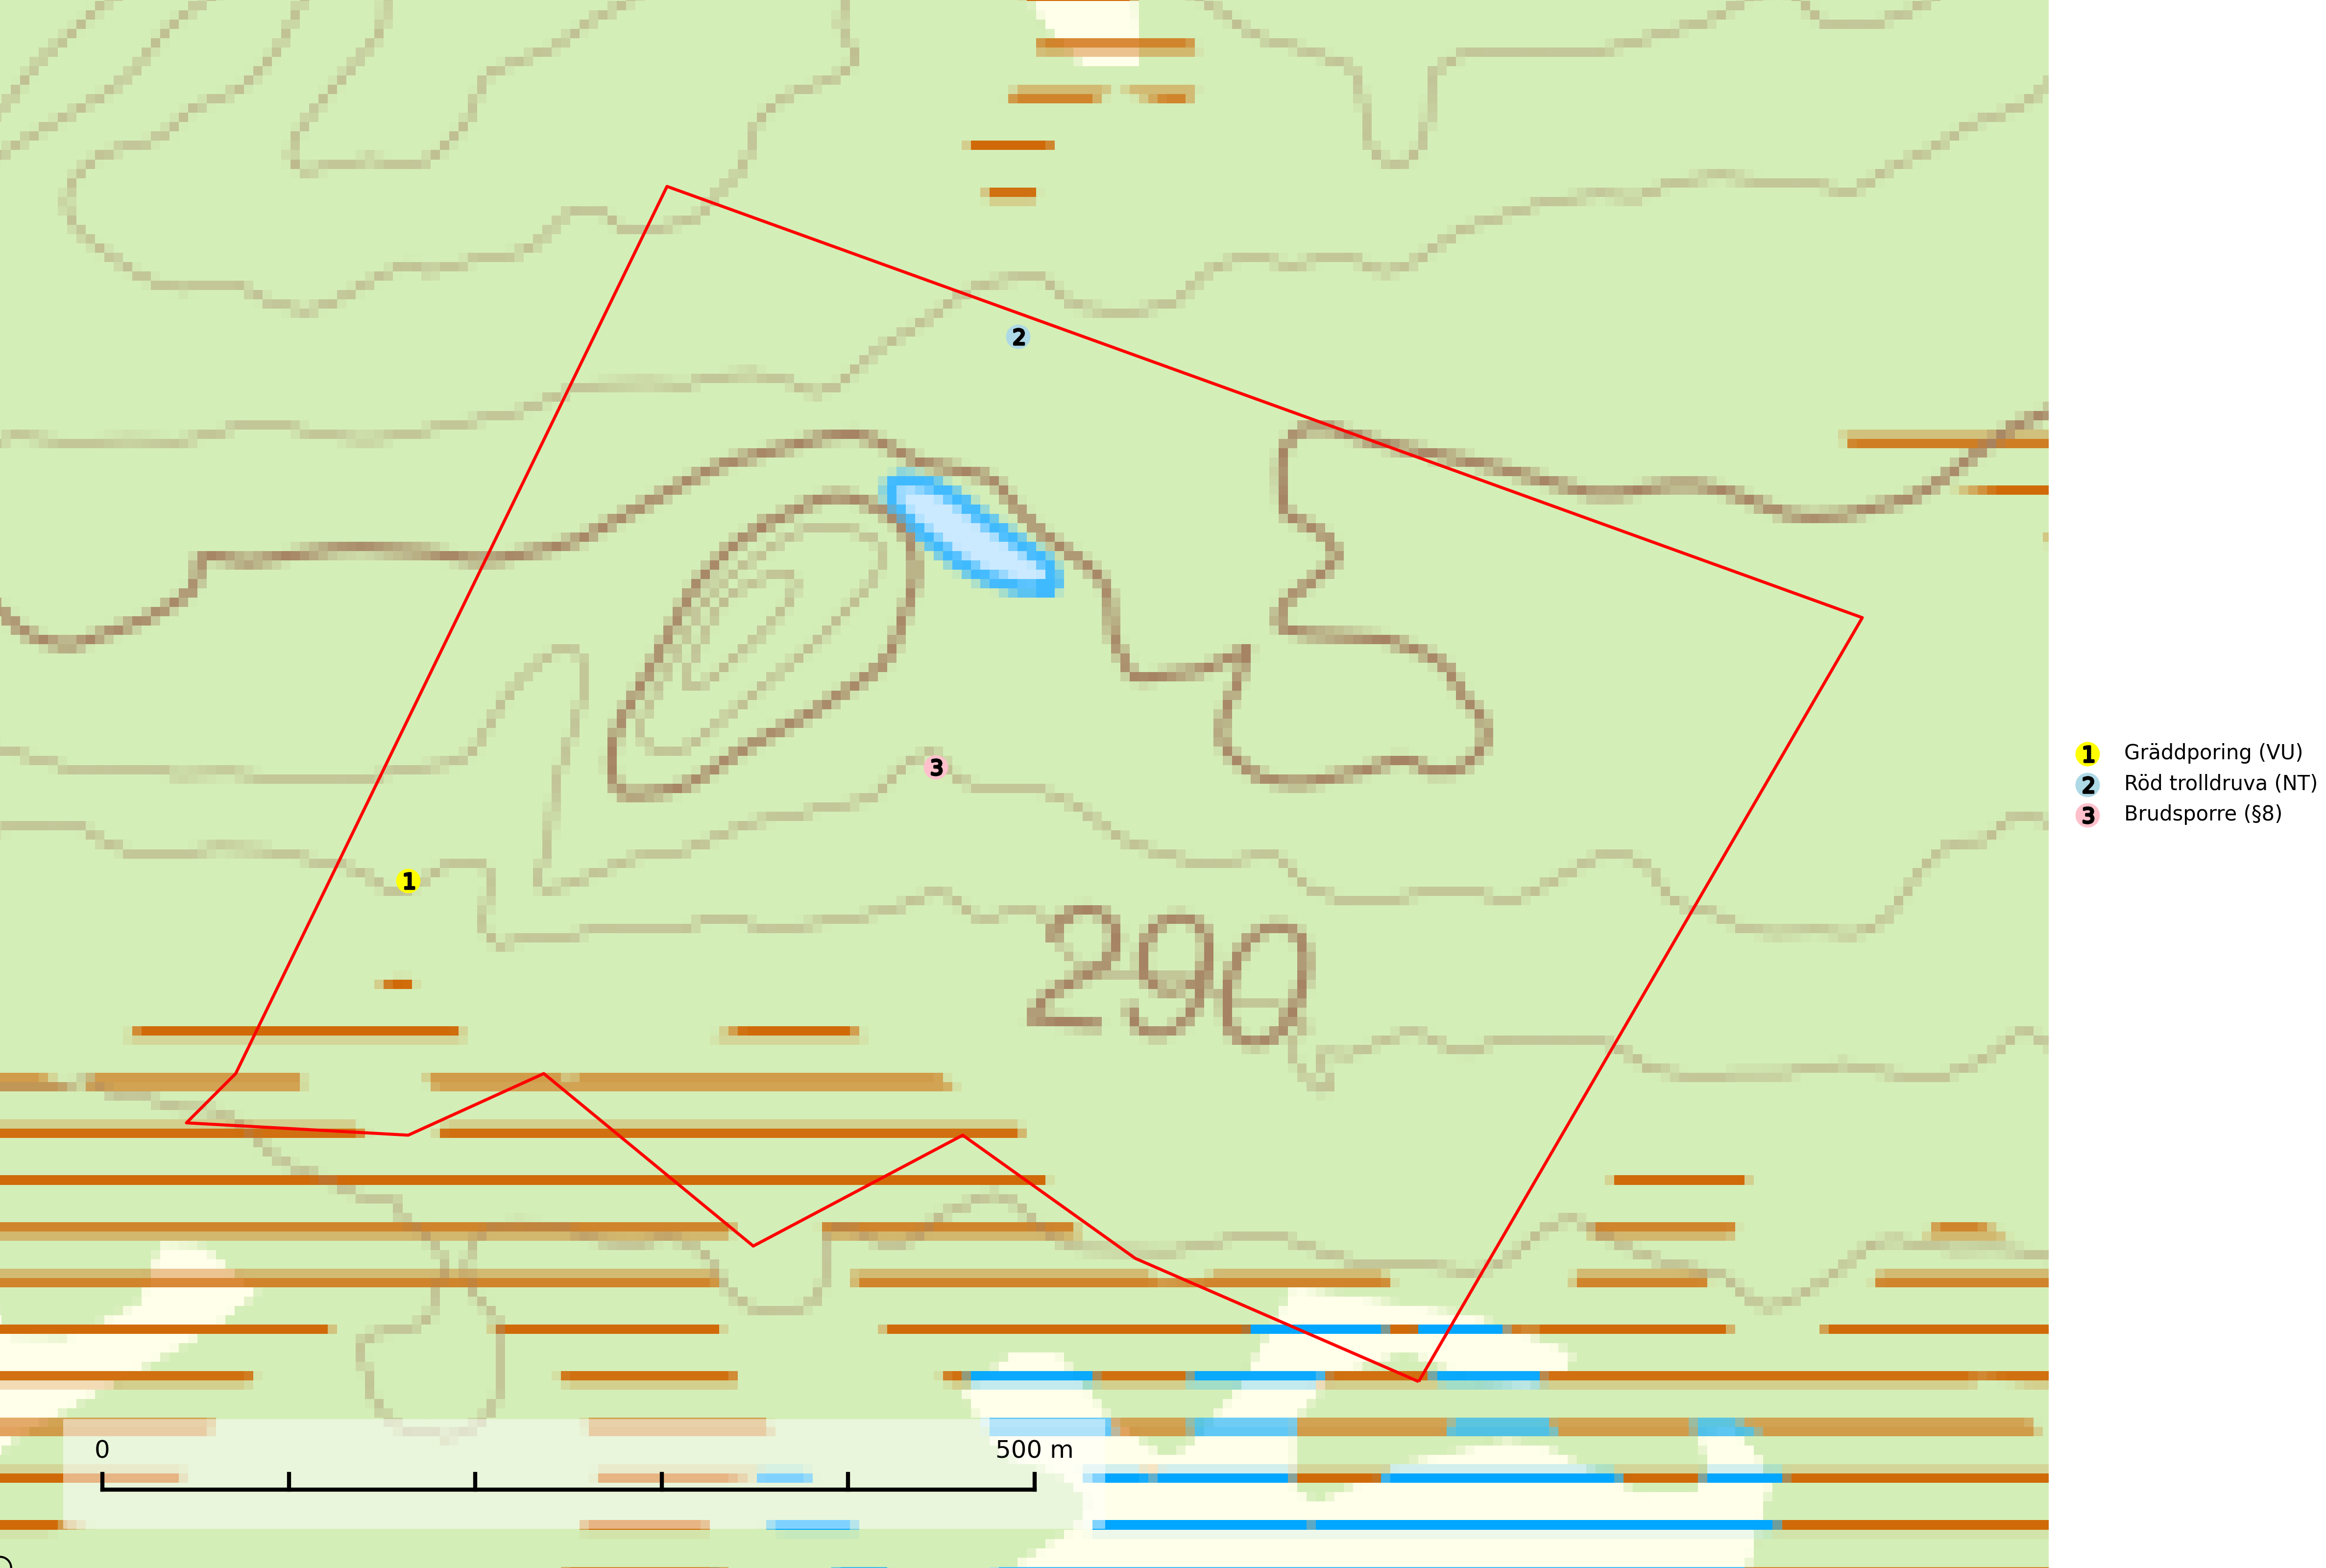 2
3
1
290
0 500 m
1 Gräddporing (VU)
2 Röd trolldruva (NT)
3 Brudsporre (§8)